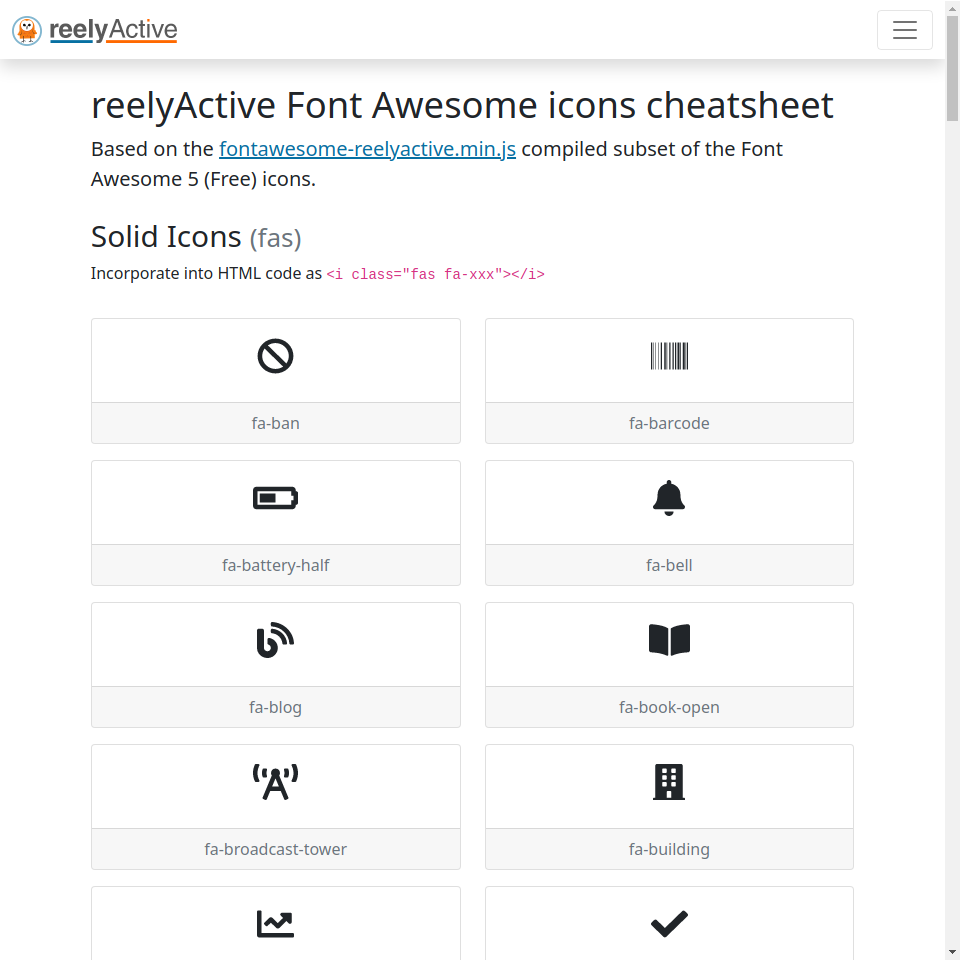 reelyActive
reelyActive Font Awesome icons cheatsheet
Based on the fontawesome-reelyactive.min.js compiled subset of the Font
Awesome 5 (Free) icons.
Solid Icons (fas)
Incorporate into HTML code as <i class="fas fa-xxx"></i>
fa-ban
fa-barcode
fa-battery-half
fa-bell
fa-blog
fa-book-open
fa-broadcast-tower
fa-building